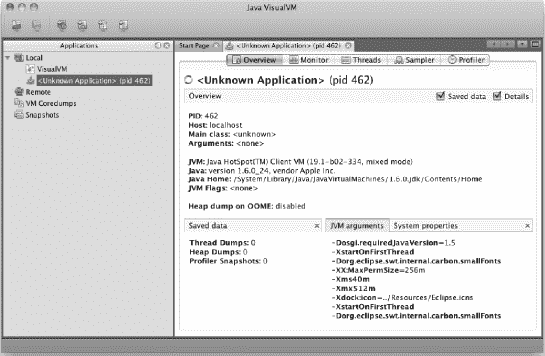 Java VisualVM
Applications
Local
VisualVM
<Unknown Application> (pid 462)
Remote
VM Coredumps
Snapshots
Start Page
<Unknown Application> (pid 462)
Overview
Monitor
Threads
Sampler
Profiler
<Unknown Application> (pid 462)
Overview
Saved data
Details
PID: 462
Host: localhost
Main class: <unknown>
Arguments: <none>
JVM: Java HotSpot(TM) Client VM (19.1-b02-334, mixed mode)
Java: version 1.6.0_24, vendor Apple Inc.
Java Home: /System/Library/Java/JavaVirtualMachines/1.6.0.jdk/Contents/Home
JVM Flags: <none>
Heap dump on OOME: disabled
Saved data
Thread Dumps: 0
Heap Dumps: 0
Profiler Snapshots: 0
JVM arguments
System properties
-Dosgi.requiredJavaVersion=1.5
-XstartOnFirstThread
-Dorg.eclipse.swt.internal.carbon.smallFonts
-XX:MaxPermSize=256m
-Xms40m
-Xmx512m
-Xdock:icon=../Resources/Eclipse.icns
-XstartOnFirstThread
-Dorg.eclipse.swt.internal.carbon.smallFonts